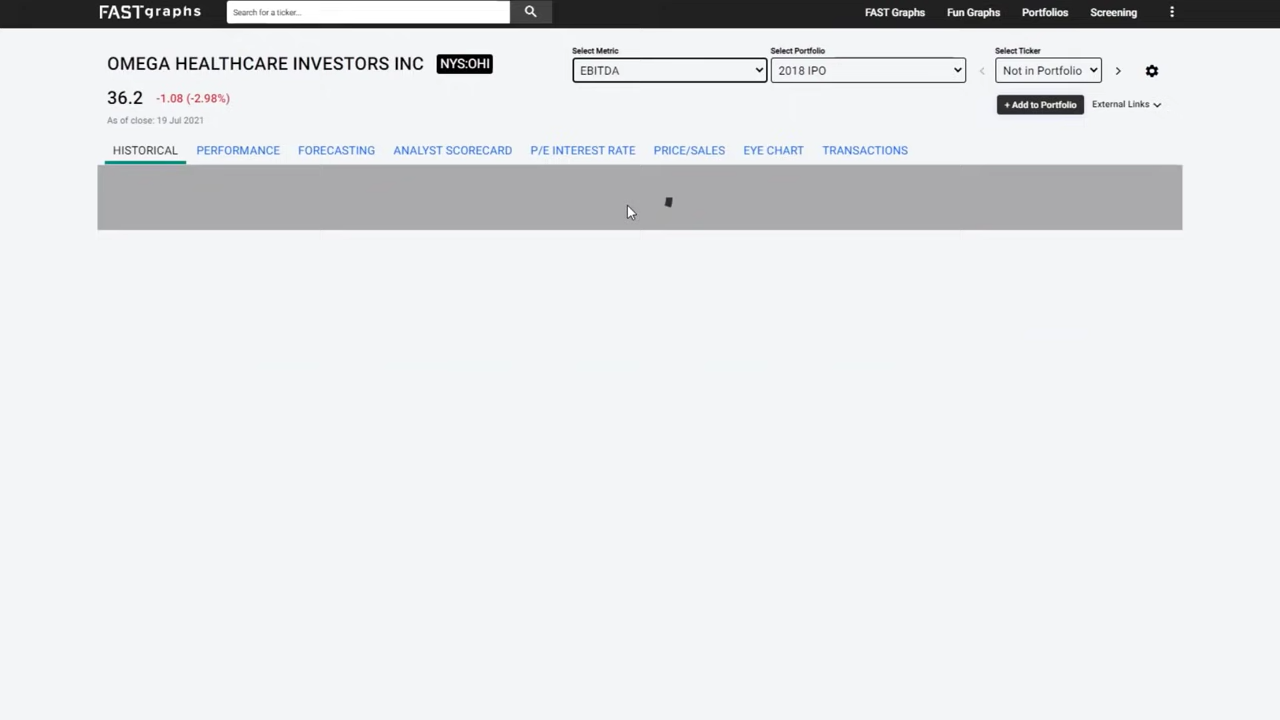 FASTgraphs
Search for a ticker...
FAST Graphs
Fun Graphs
Portfolios
Screening
OMEGA HEALTHCARE INVESTORS INC NYS:OHI
36.2 -1.08 (-2.98%)
As of close: 19 Jul 2021
Select Metric
EBITDA
Select Portfolio
2018 IPO
Select Ticker
Not in Portfolio
+ Add to Portfolio
External Links
HISTORICAL
PERFORMANCE
FORECASTING
ANALYST SCORECARD
P/E INTEREST RATE
PRICE/SALES
EYE CHART
TRANSACTIONS